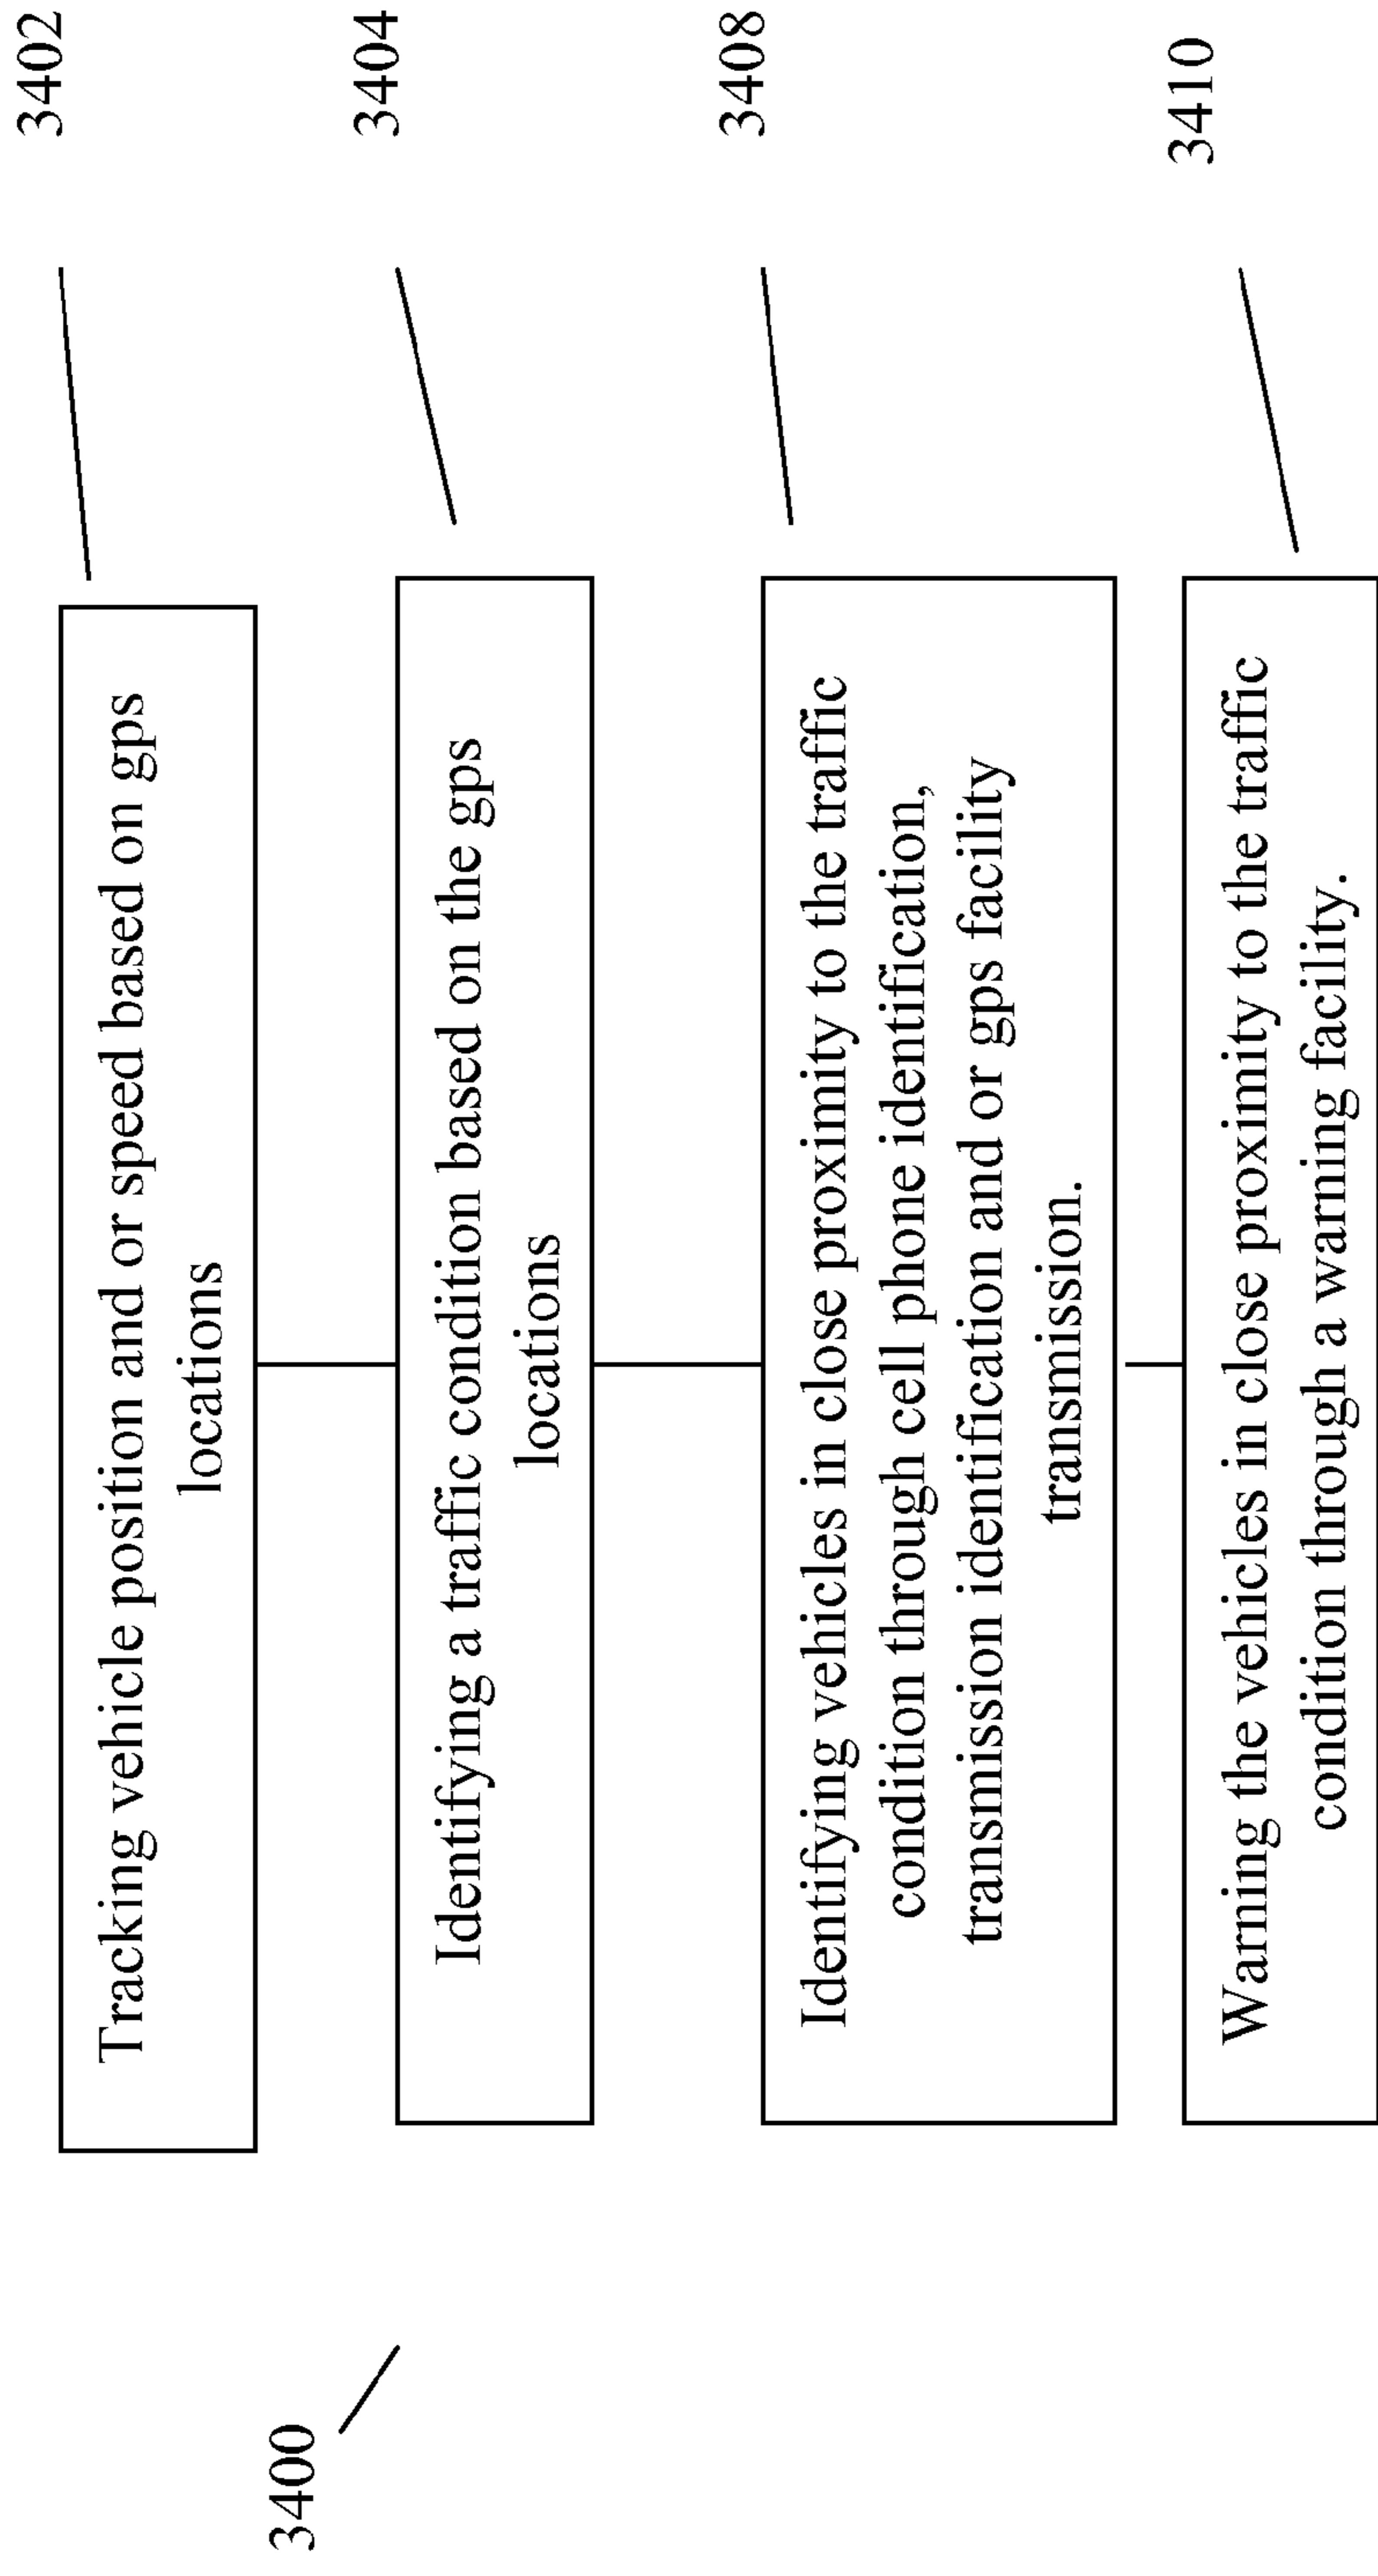 3400
3402
Tracking vehicle position and or speed based on gps
locations
3404
Identifying a traffic condition based on the gps
locations
3408
Identifying vehicles in close proximity to the traffic
condition through cell phone identification,
transmission identification and or gps facility
transmission.
3410
Warning the vehicles in close proximity to the traffic
condition through a warning facility.